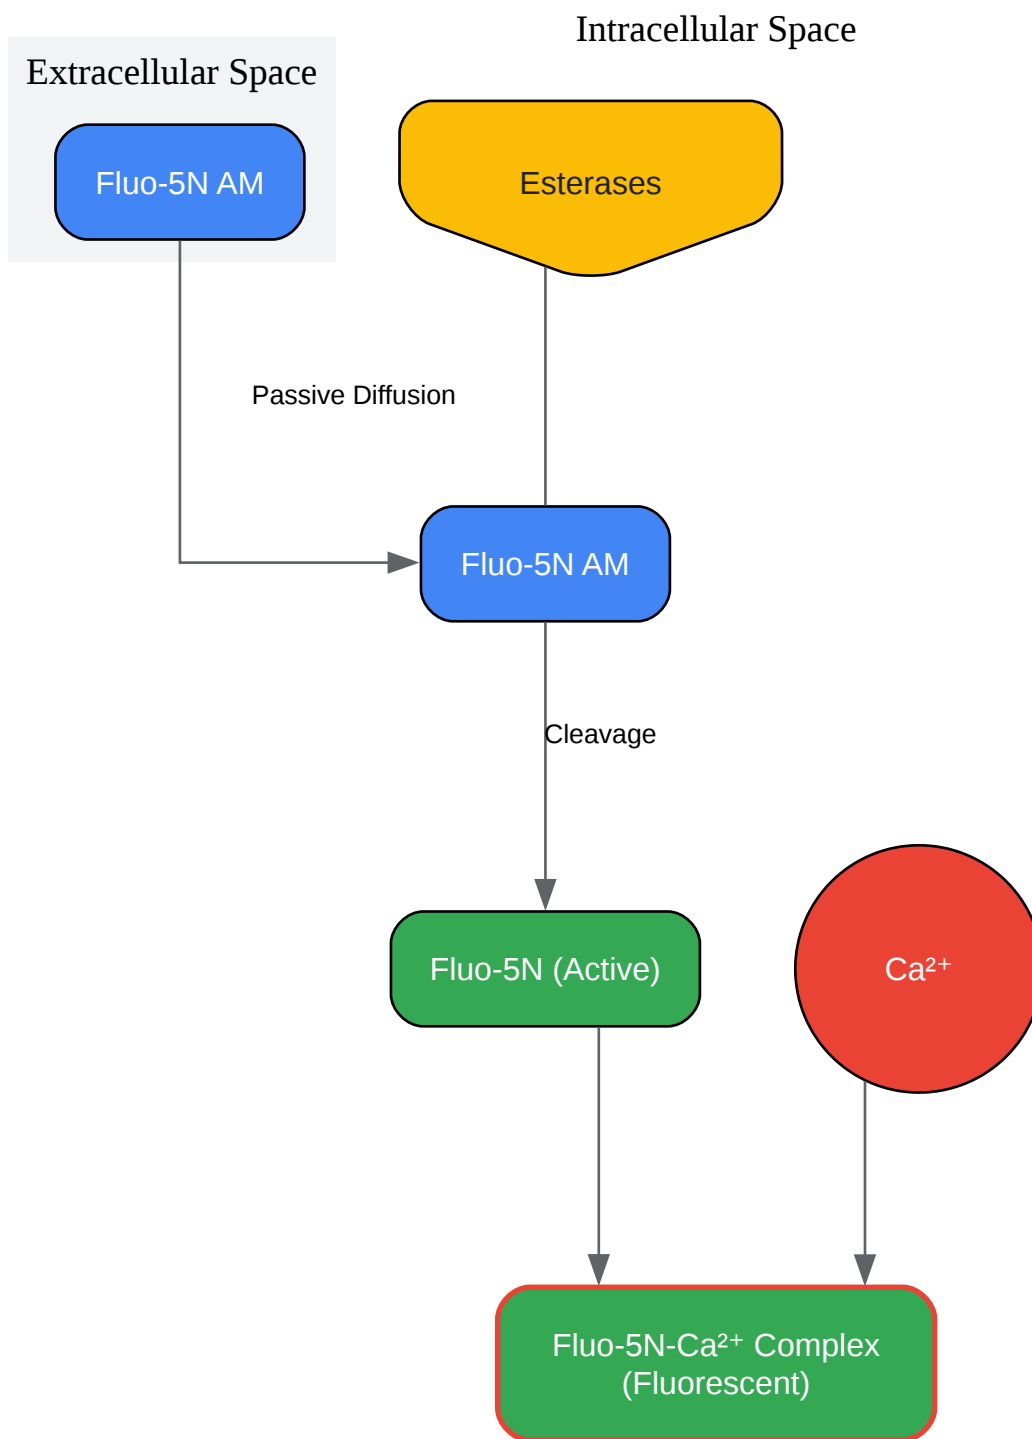 Intracellular Space
Extracellular Space
Fluo-5N AM
Esterases
Passive Diffusion
Fluo-5N AM
Cleavage
Fluo-5N (Active)
Ca²⁺
Fluo-5N-Ca²⁺ Complex
(Fluorescent)